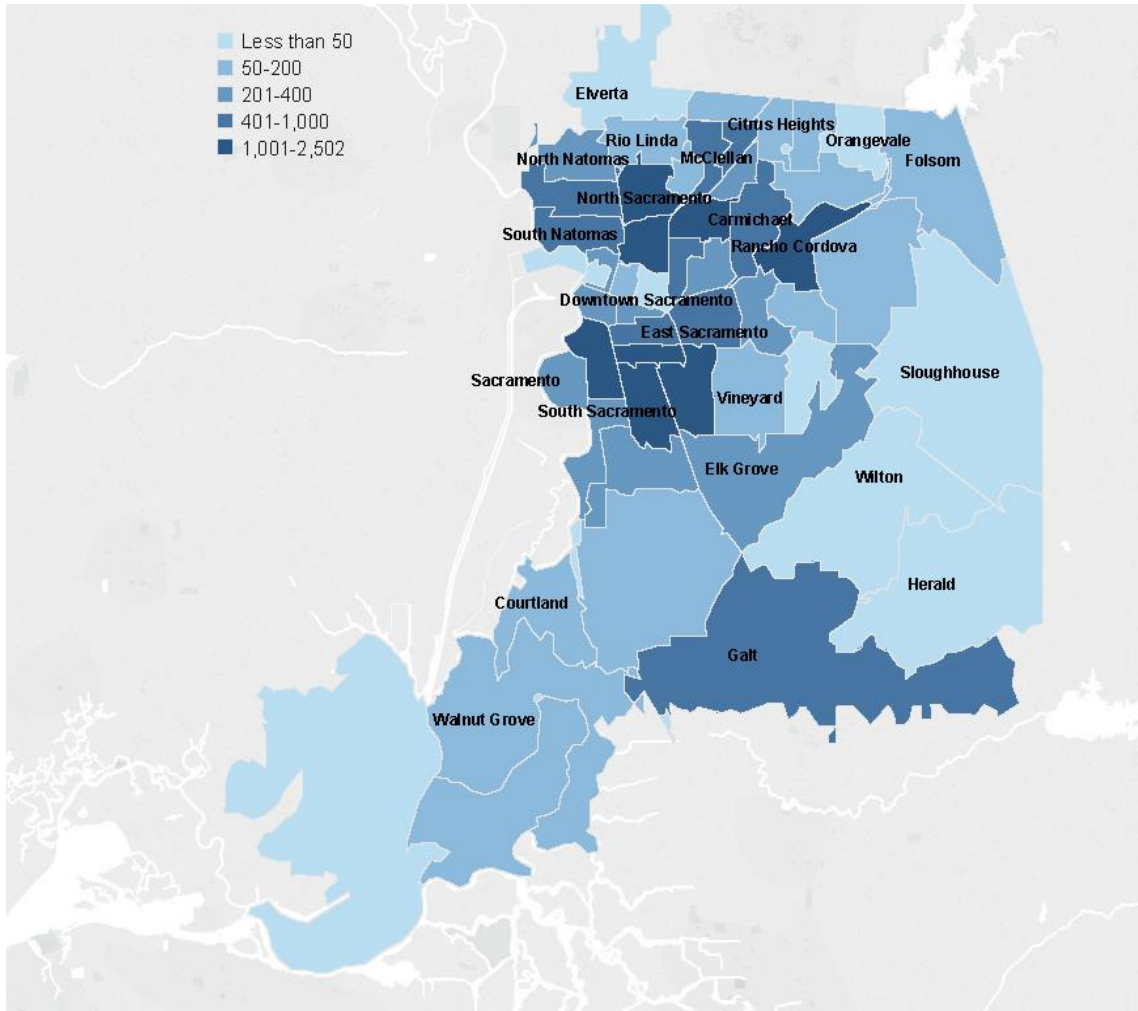 Less than 50
50-200
201-400
401-1,000
1,001-2,502
Elverta
Citrus Heights
Rio Linda
Orangevale
North Natomas
McClellan
Folsom
North Sacramento
Carmichael
South Natomas
Rancho Cordova
Downtown Sacramento
East Sacramento
Sloughhouse
Sacramento
Vineyard
South Sacramento
Elk Grove
Wilton
Herald
Courtland
Galt
Walnut Grove